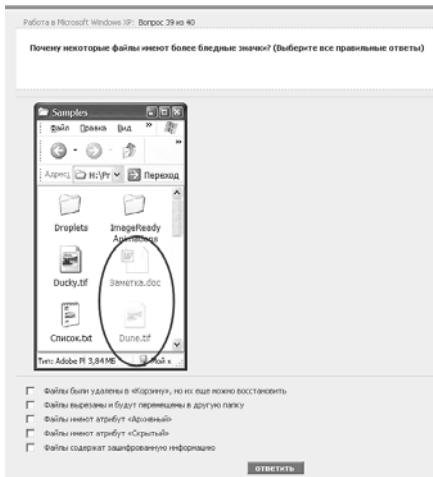 Работа в Microsoft Windows XP: Вопрос 39 из 40
Почему некоторые файлы имеют более бледные значки? (Выберите все правильные ответы)
Samples
Файл Правка Вид »
Адрес: H:\Pr Переход
Droplets ImageReady Animations
Ducky.tif Заметка.doc
Список.txt Dune.tif
Тип: Adobe Pl 3,84 МБ Мой к
Файлы были удалены в «Корзину», но их еще можно восстановить
Файлы вырезаны и будут перемещены в другую папку
Файлы имеют атрибут «Архивный»
Файлы имеют атрибут «Скрытый»
Файлы содержат зашифрованную информацию
ответить